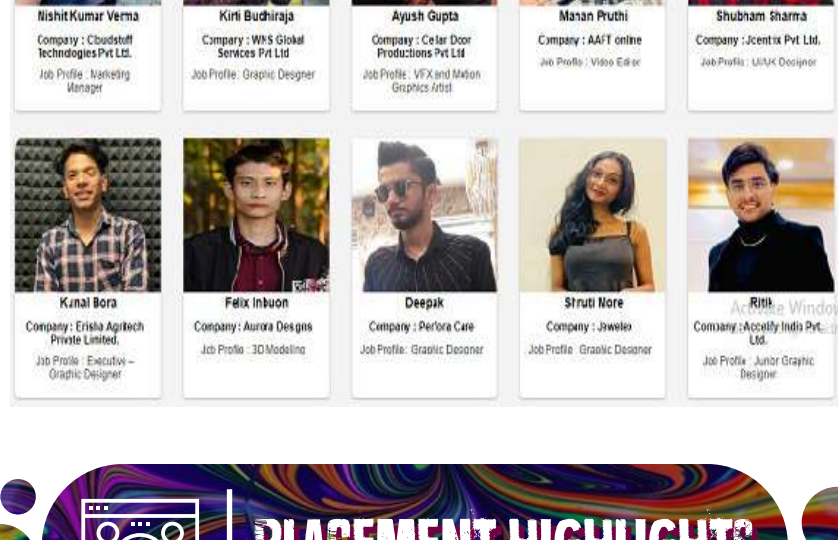 Nishit Kumar Verma
Company : Cloudstuff
Technologies Pvt Ltd.
Job Profile : Marketing
Manager
Kirti Budhiraja
Company : WNS Global
Services Pvt Ltd
Job Profile : Graphic Designer
Ayush Gupta
Company : Cellar Door
Productions Pvt Ltd
Job Profile : VFX and Motion
Graphics Artist
Manan Pruthi
Company : AAFT online
Job Profile : Video Editor
Shubham Sharma
Company : Jcentrix Pvt. Ltd.
Job Profile : UI/UX Designer
Kunal Bora
Company : Erisha Agritech
Private Limited.
Job Profile : Executive –
Graphic Designer
Felix Inbuon
Company : Aurora Designs
Job Profile : 3D Modeling
Deepak
Company : Perfora Care
Job Profile : Graphic Designer
Shruti More
Company : Jewelex
Job Profile Graphic Designer
Ritik
Company : Accelify India Pvt.
Ltd.
Job Profile : Junior Graphic
Designer
Activate Window
PLACEMENT HIGHLIGHTS